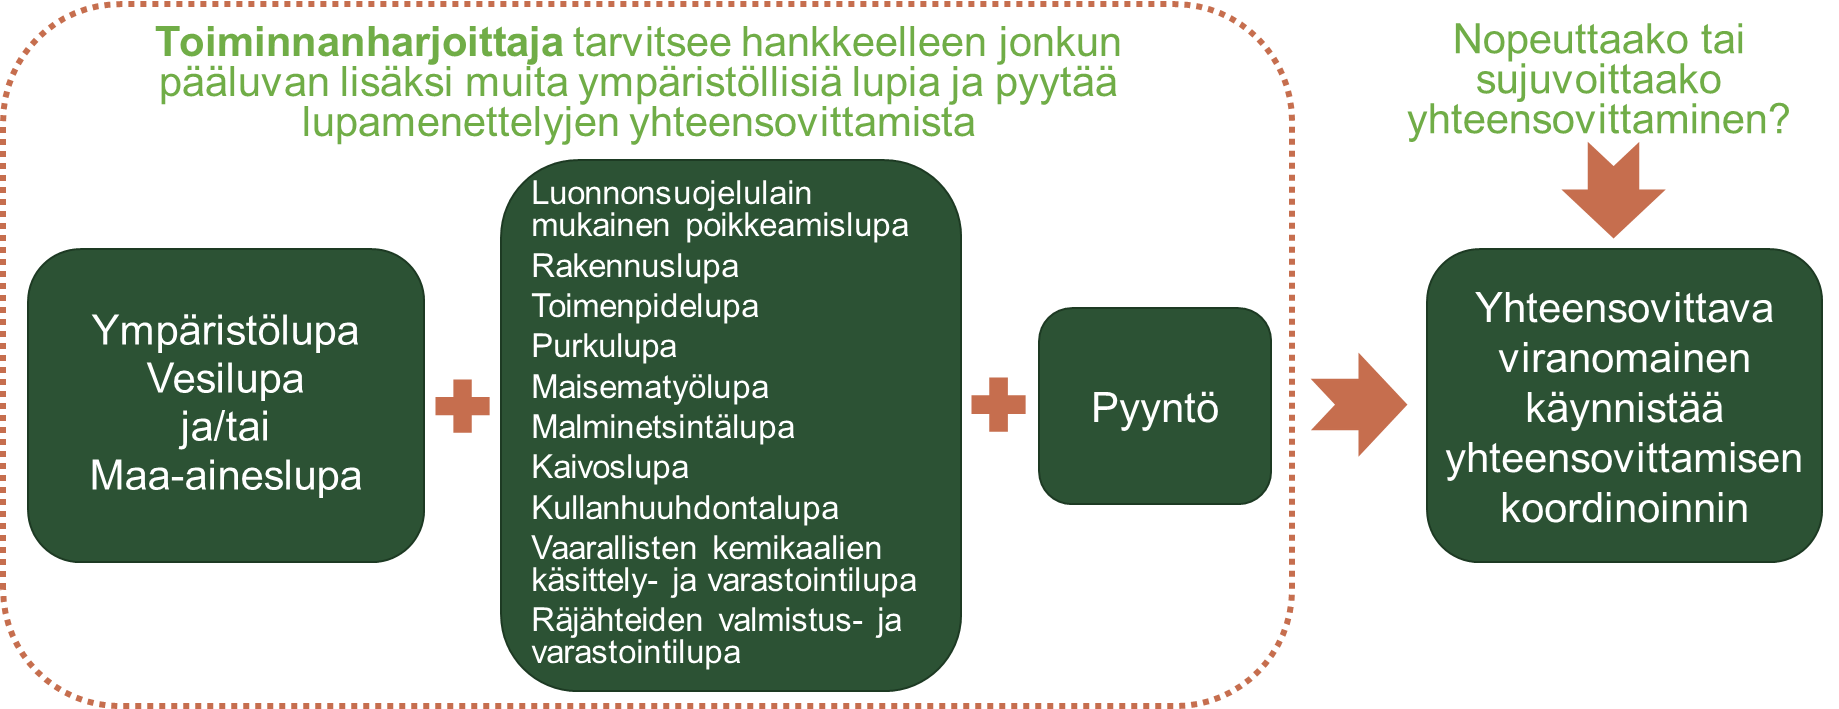 Toiminnanharjoittaja tarvitsee hankkeelleen jonkun
pääluvan lisäksi muita ympäristöllisiä lupia ja pyytää
lupamenettelyjen yhteensovittamista
Ympäristölupa
Vesilupa
ja/tai
Maa-aineslupa
Luonnonsuojelulain
mukainen poikkeamislupa
Rakennuslupa
Toimenpidelupa
Purkulupa
Maisematyölupa
Malminetsintälupa
Kaivoslupa
Kullanhuuhdontalupa
Vaarallisten kemikaalien
käsittely- ja varastointilupa
Räjähteiden valmistus- ja
varastointilupa
Pyyntö
Nopeuttaako tai
sujuvoittaako
yhteensovittaminen?
Yhteensovittava
viranomainen
käynnistää
yhteensovittamisen
koordinoinnin